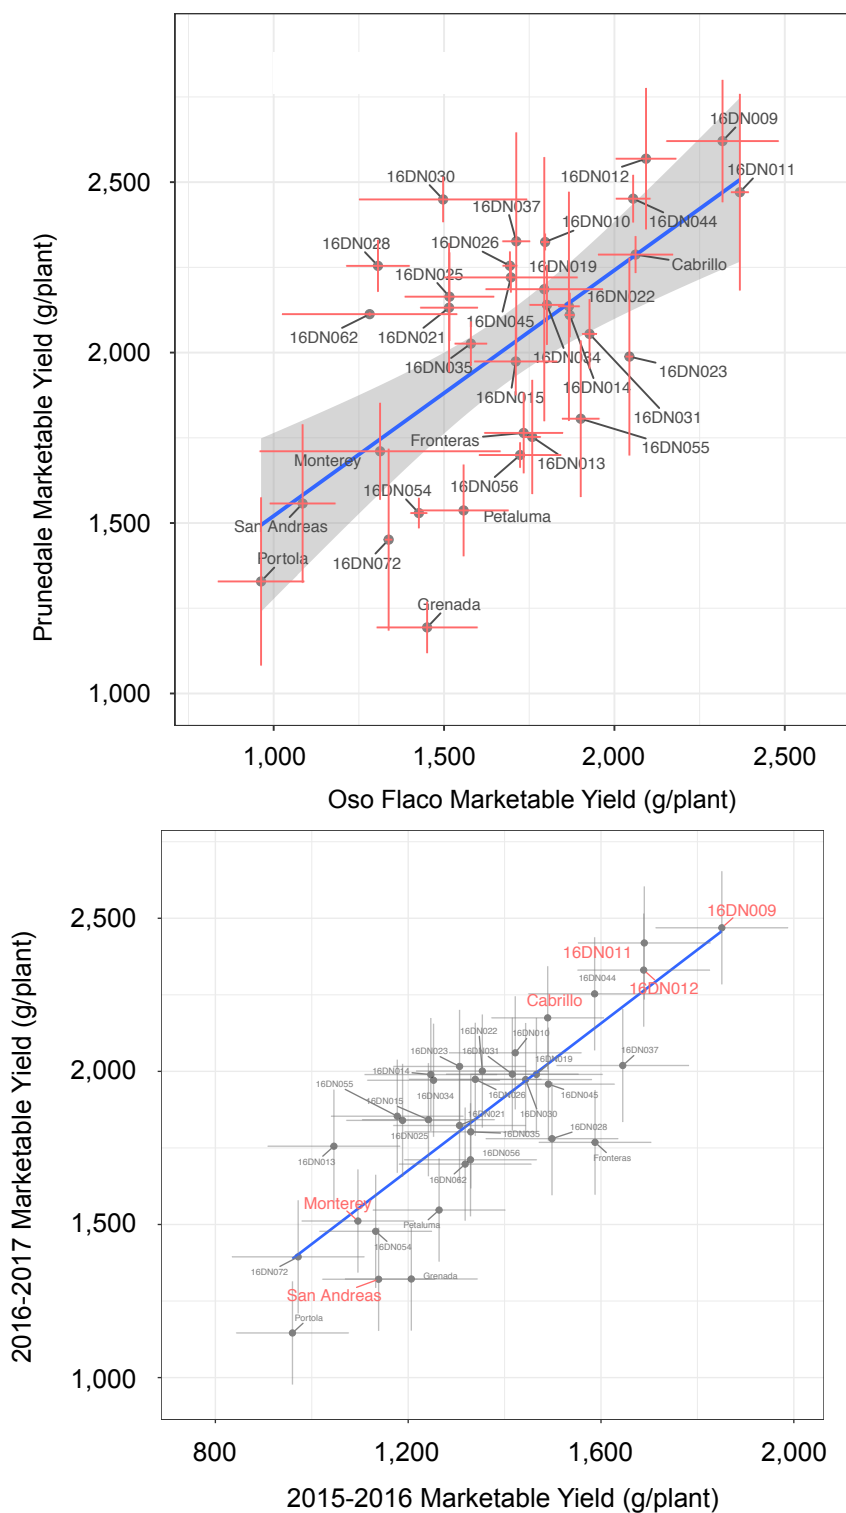 16DN009
2,500
16DN012
16DN011
16DN030
16DN037
16DN010
16DN044
16DN028
16DN026
Cabrillo
16DN025
16DN019
16DN022
16DN062
16DN021
16DN045
2,000
16DN035
16DN034
16DN023
16DN014
16DN015
16DN031
Fronteras
16DN055
Monterey
16DN013
16DN056
16DN054
1,500
San Andreas
Petaluma
Portola
16DN072
Grenada
1,000
Prunedale Marketable Yield (g/plant)
1,000 1,500 2,000 2,500
Oso Flaco Marketable Yield (g/plant)
2,500
16DN009
16DN011
16DN044
16DN012
Cabrillo
16DN022
16DN010
16DN023
16DN031
16DN037
2,000
16DN014
16DN019
16DN055
16DN034
16DN026
16DN045
16DN015
16DN021
16DN030
16DN025
16DN035
16DN028
16DN013
16DN056
Fronteras
16DN062
1,500
Monterey
Petaluma
16DN054
16DN072
Grenada
San Andreas
Portola
1,000
2016-2017 Marketable Yield (g/plant)
800 1,200 1,600 2,000
2015-2016 Marketable Yield (g/plant)